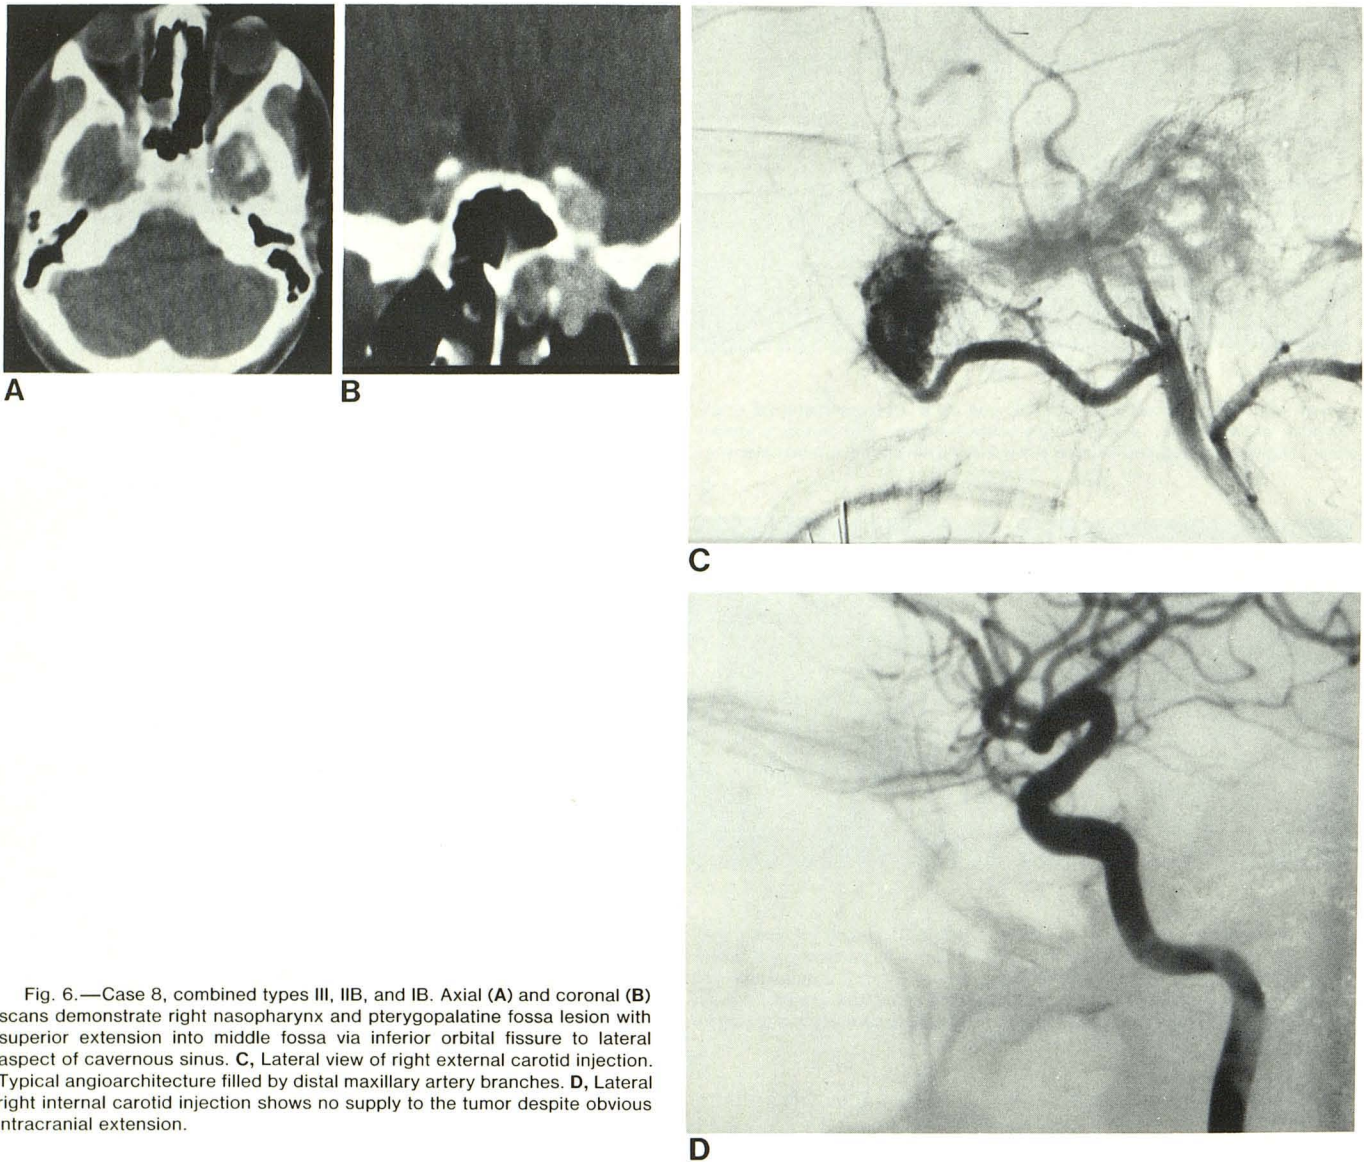 A
B
C
D
Fig. 6.—Case 8, combined types III, IIB, and IB. Axial (A) and coronal (B)
scans demonstrate right nasopharynx and pterygopalatine fossa lesion with
superior extension into middle fossa via inferior orbital fissure to lateral
aspect of cavernous sinus. C, Lateral view of right external carotid injection.
Typical angioarchitecture filled by distal maxillary artery branches. D, Lateral
right internal carotid injection shows no supply to the tumor despite obvious
ntracranial extension.